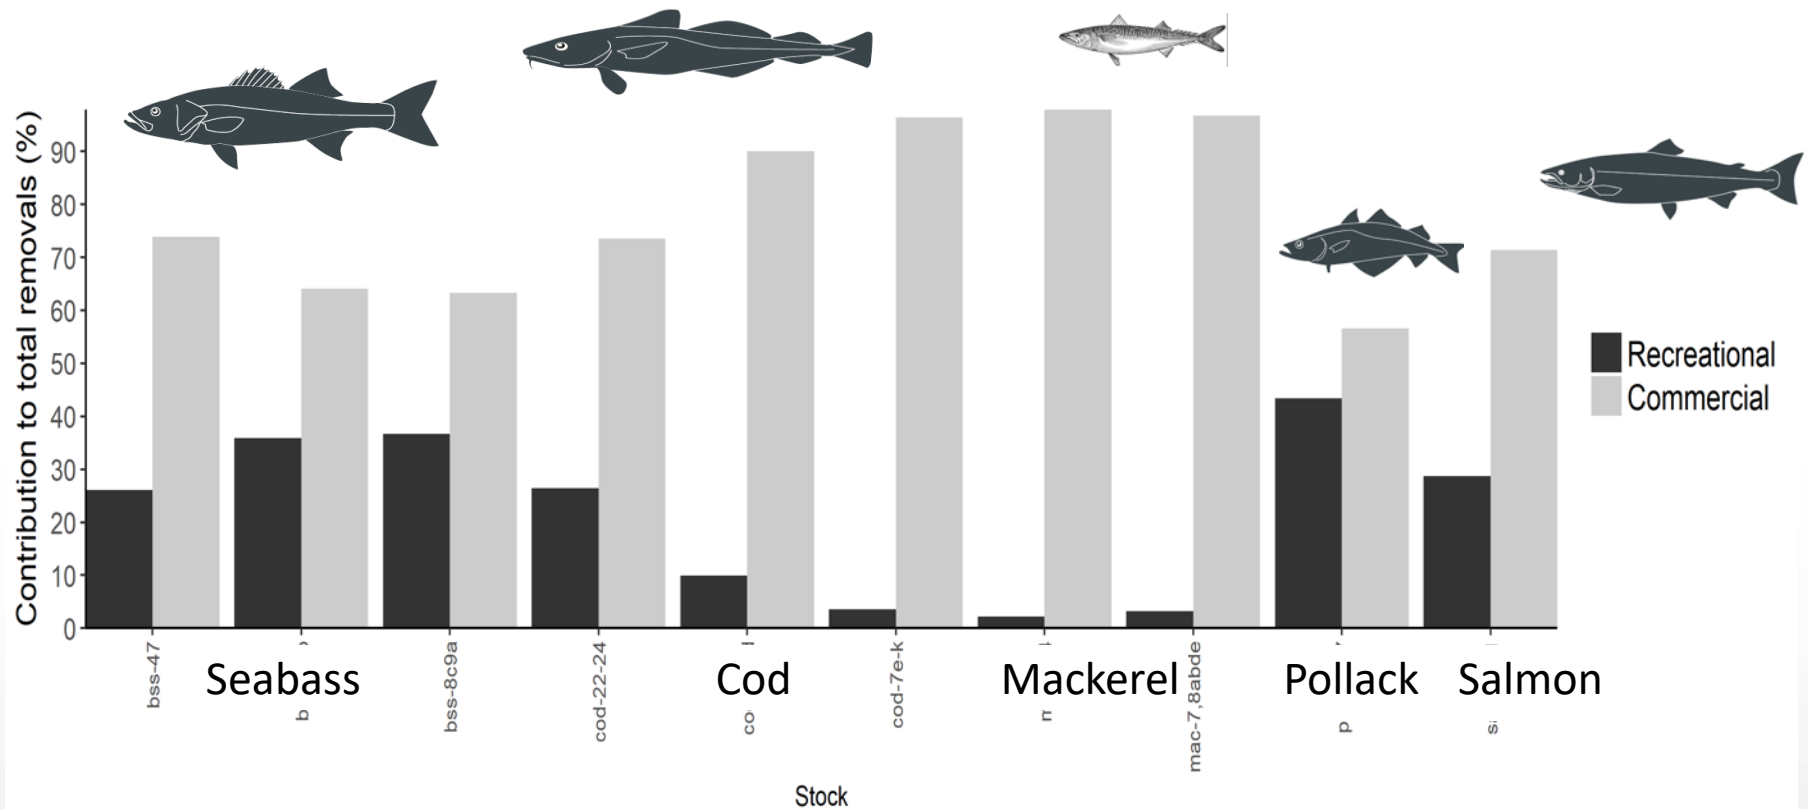 Contribution to total removals (%)
90
80
70
60
50
40
30
20
10
0
Recreational
Commercial
bss-47
Seabass
bss-8c9a
cod-22-24
Cod
cod-7e-k
Mackerel
mac-7,8abde
Pollack
Salmon
Stock